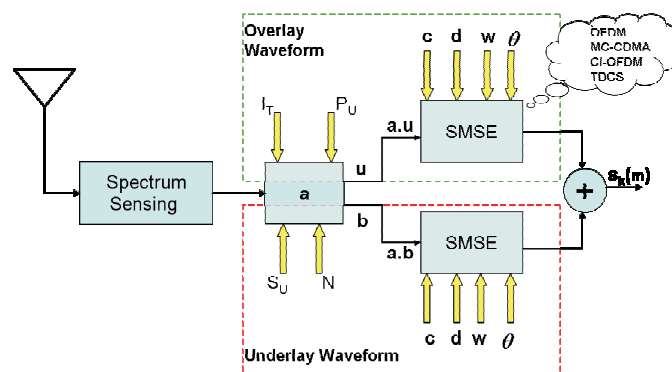 Overlay
Waveform
c d w θ
OFDM
MC-CDMA
CI-OFDM
TDCS
I_T P_U
a.u
SMSE
u
Spectrum
Sensing
a
+
s_k(m)
b
SMSE
a.b
S_U N
c d w θ
Underlay Waveform